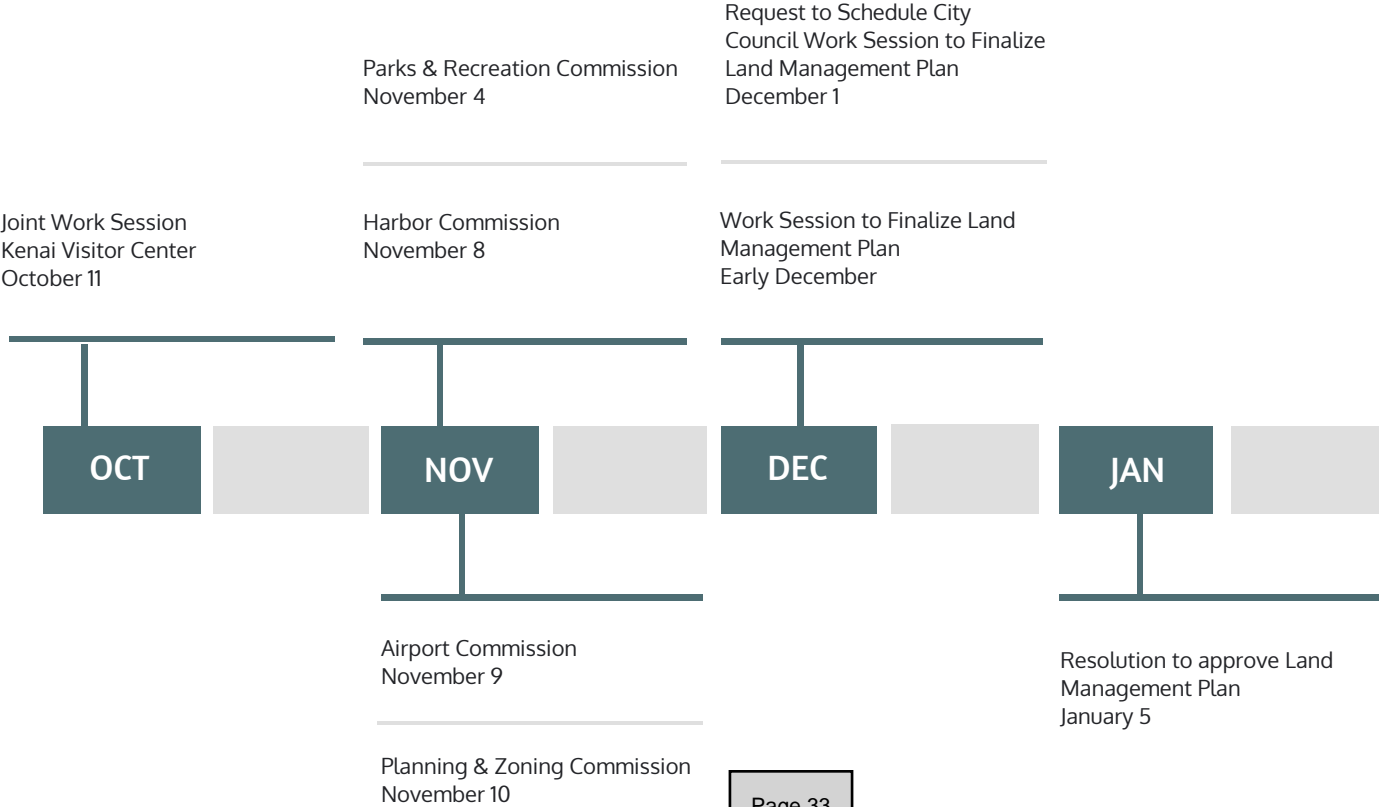 Request to Schedule City
Council Work Session to Finalize
Land Management Plan
December 1
Parks & Recreation Commission
November 4
Joint Work Session
Kenai Visitor Center
October 11
Harbor Commission
November 8
Work Session to Finalize Land
Management Plan
Early December
OCT
NOV
DEC
JAN
Airport Commission
November 9
Planning & Zoning Commission
November 10
Resolution to approve Land
Management Plan
January 5
Page 33